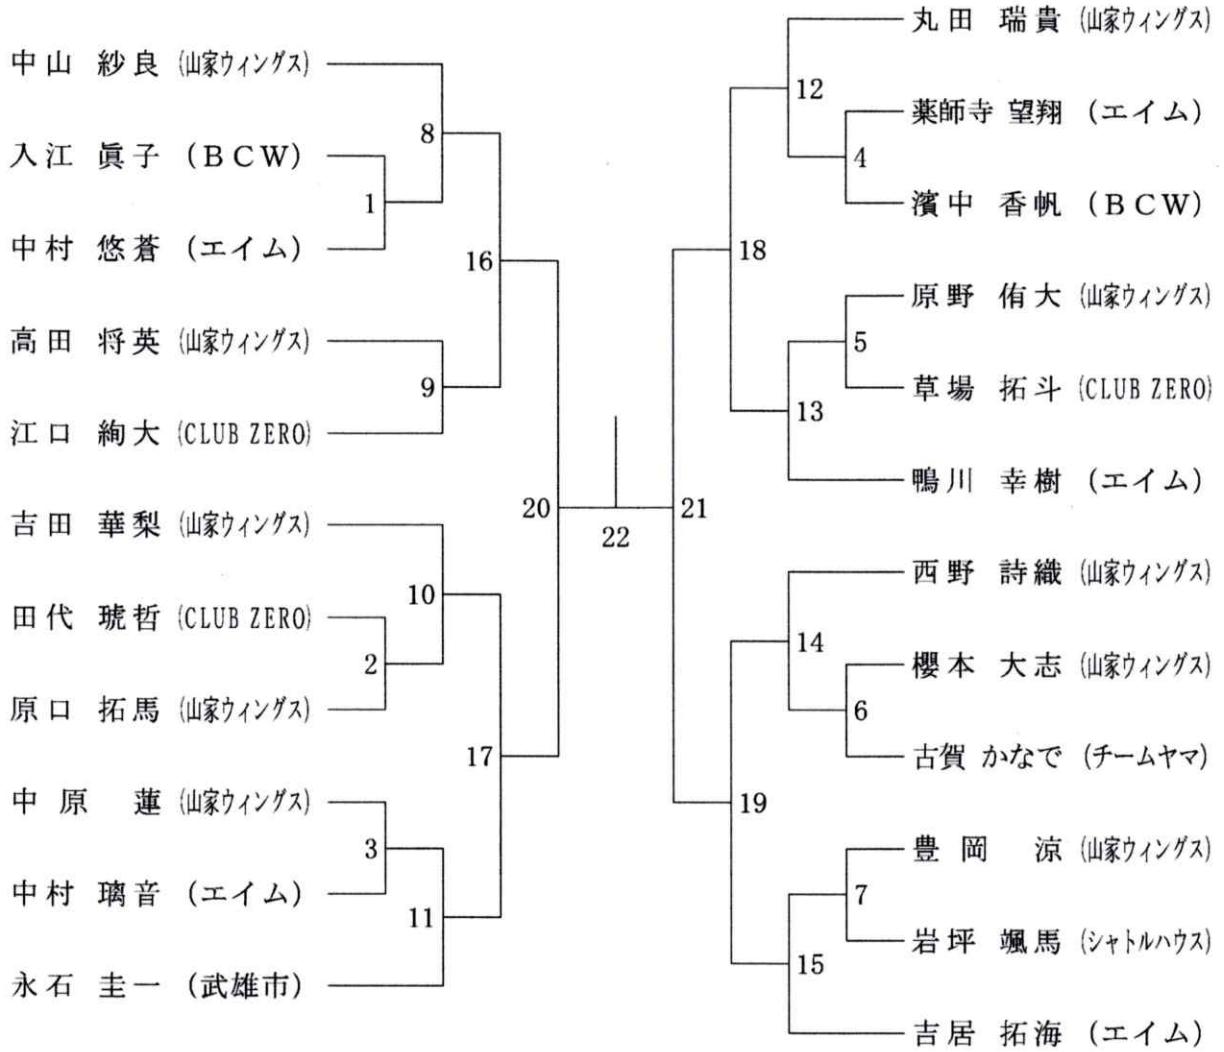 中山 紗良 (山家ウィングス)
入江 眞子 (BCW)
中村 悠蒼 (エイム)
高田 将英 (山家ウィングス)
江口 絢大 (CLUB ZERO)
吉田 華梨 (山家ウィングス)
田代 琥哲 (CLUB ZERO)
原口 拓馬 (山家ウィングス)
中原 蓮 (山家ウィングス)
中村 璃音 (エイム)
永石 圭一 (武雄市)
1
2
3
8
9
10
11
16
17
20
22
21
18
19
12
13
14
15
4
5
6
7
丸田 瑞貴 (山家ウィングス)
薬師寺 望翔 (エイム)
濱中 香帆 (BCW)
原野 侑大 (山家ウィングス)
草場 拓斗 (CLUB ZERO)
鴨川 幸樹 (エイム)
西野 詩織 (山家ウィングス)
櫻本 大志 (山家ウィングス)
古賀 かなで (チームヤマ)
豊岡 涼 (山家ウィングス)
岩坪 颯馬 (シャトルハウス)
吉居 拓海 (エイム)